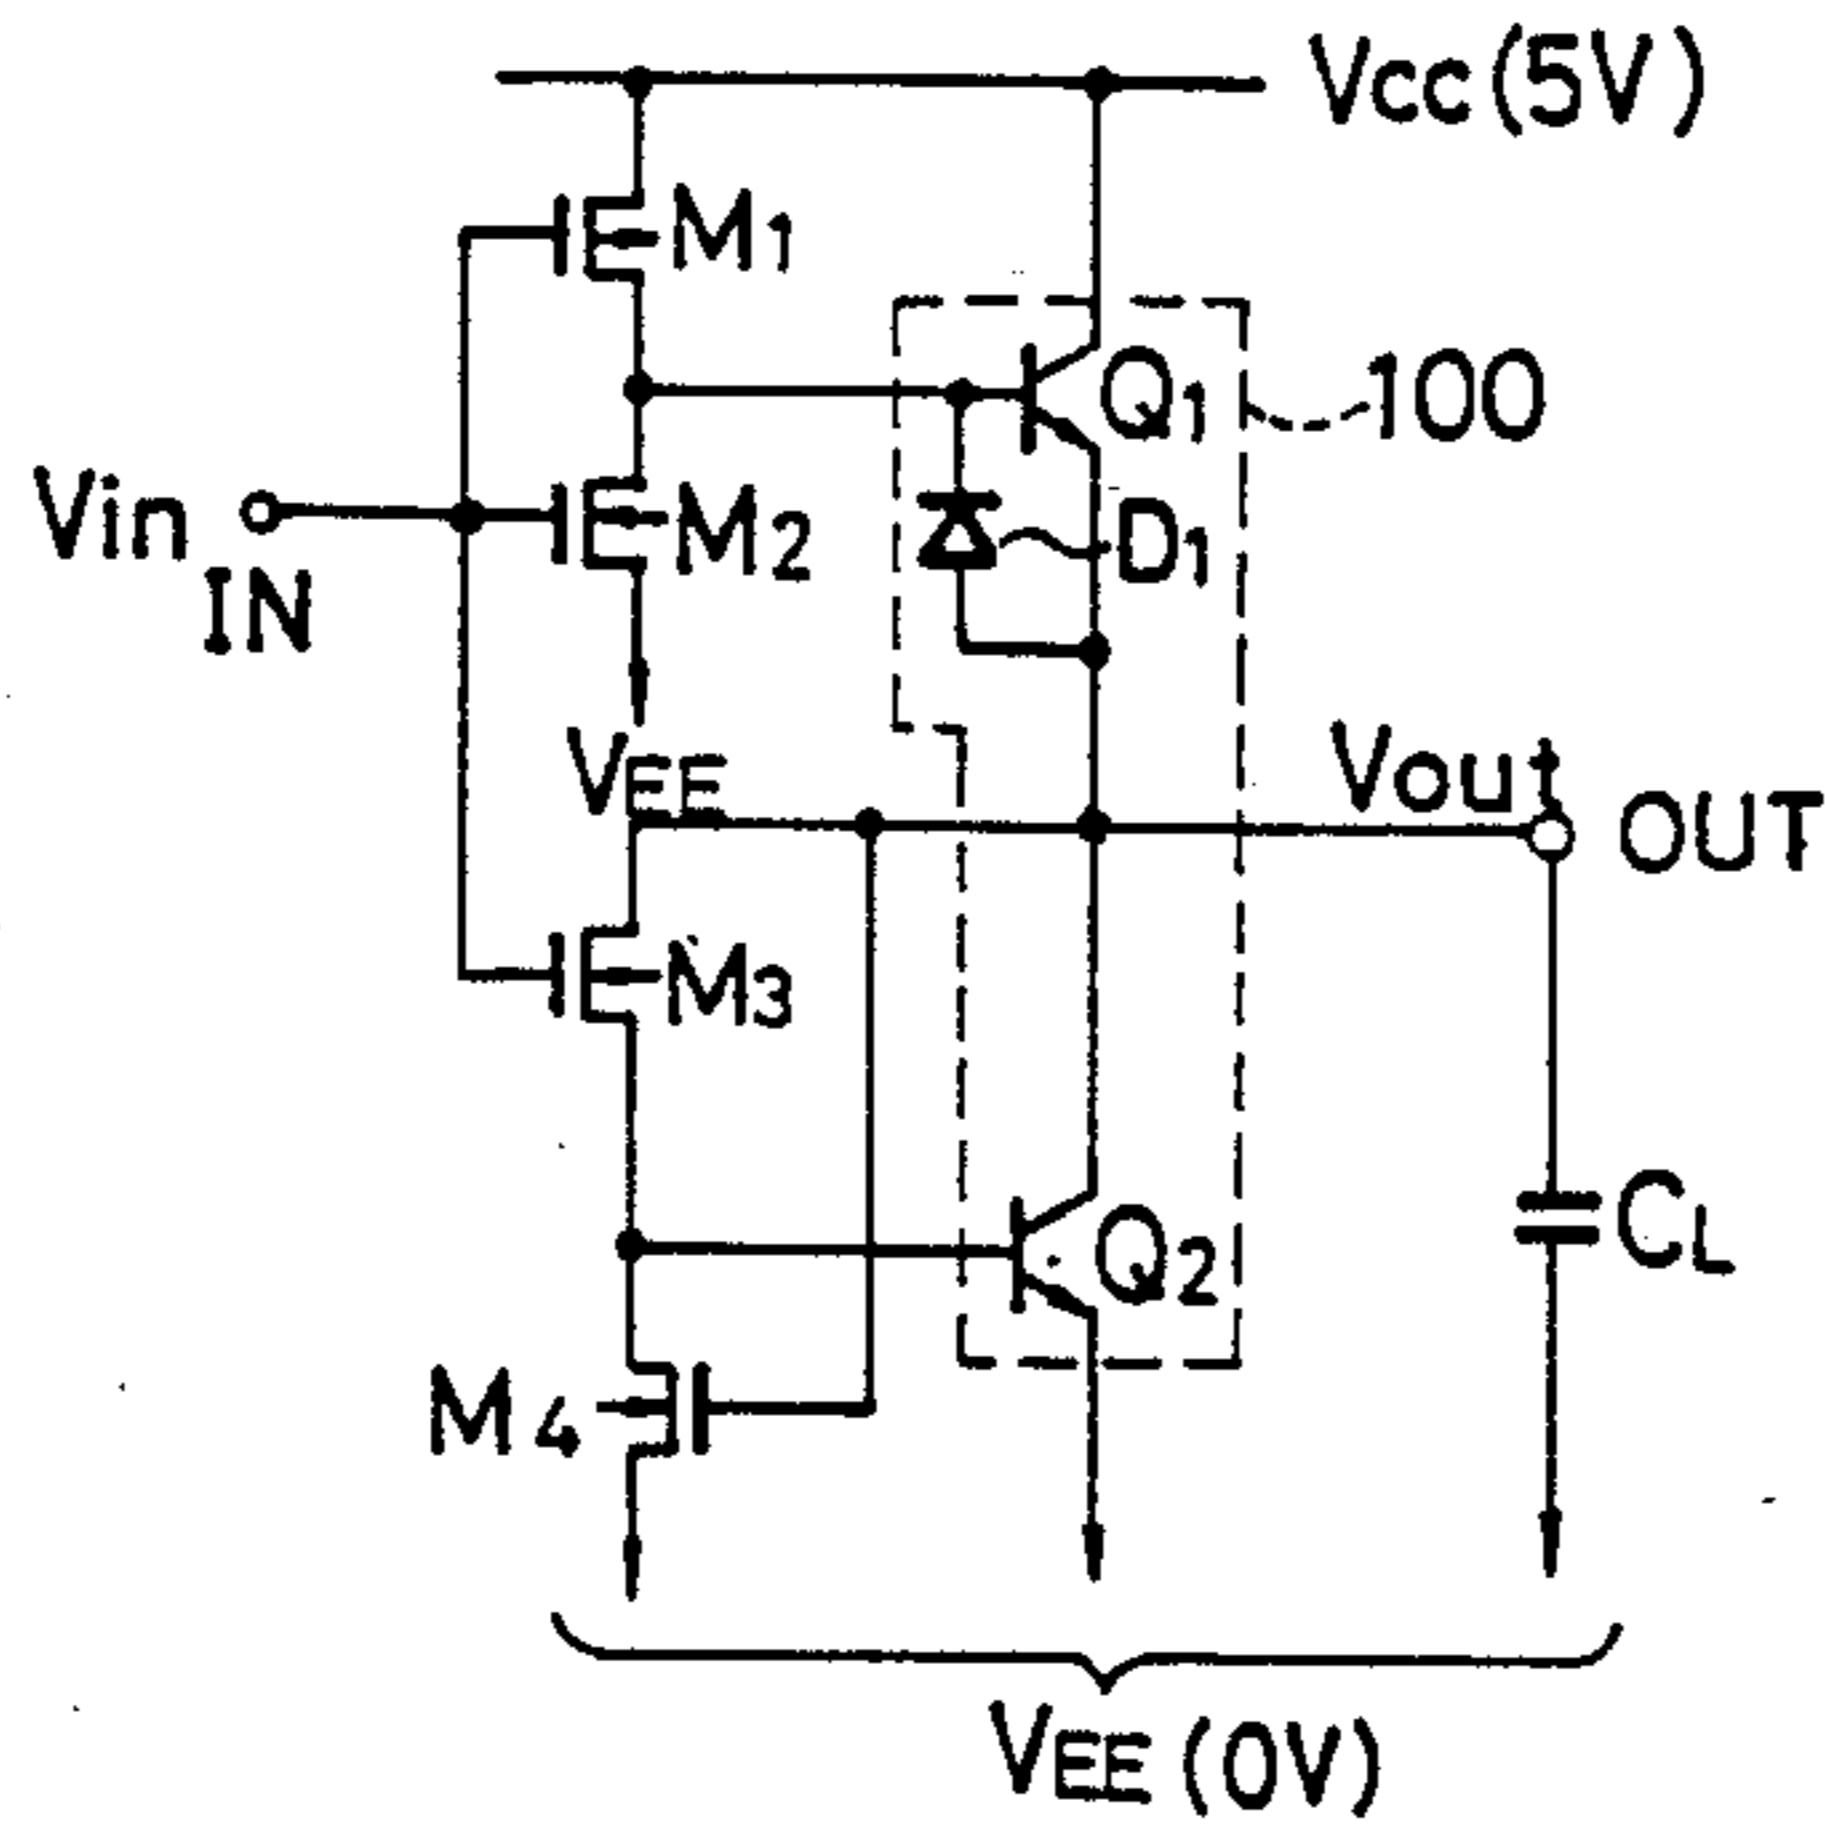 Vcc (5V)
M1
Q1
100
Vin
IN
M2
D1
VEE
Vout
OUT
M3
CL
Q2
M4
VEE (0V)